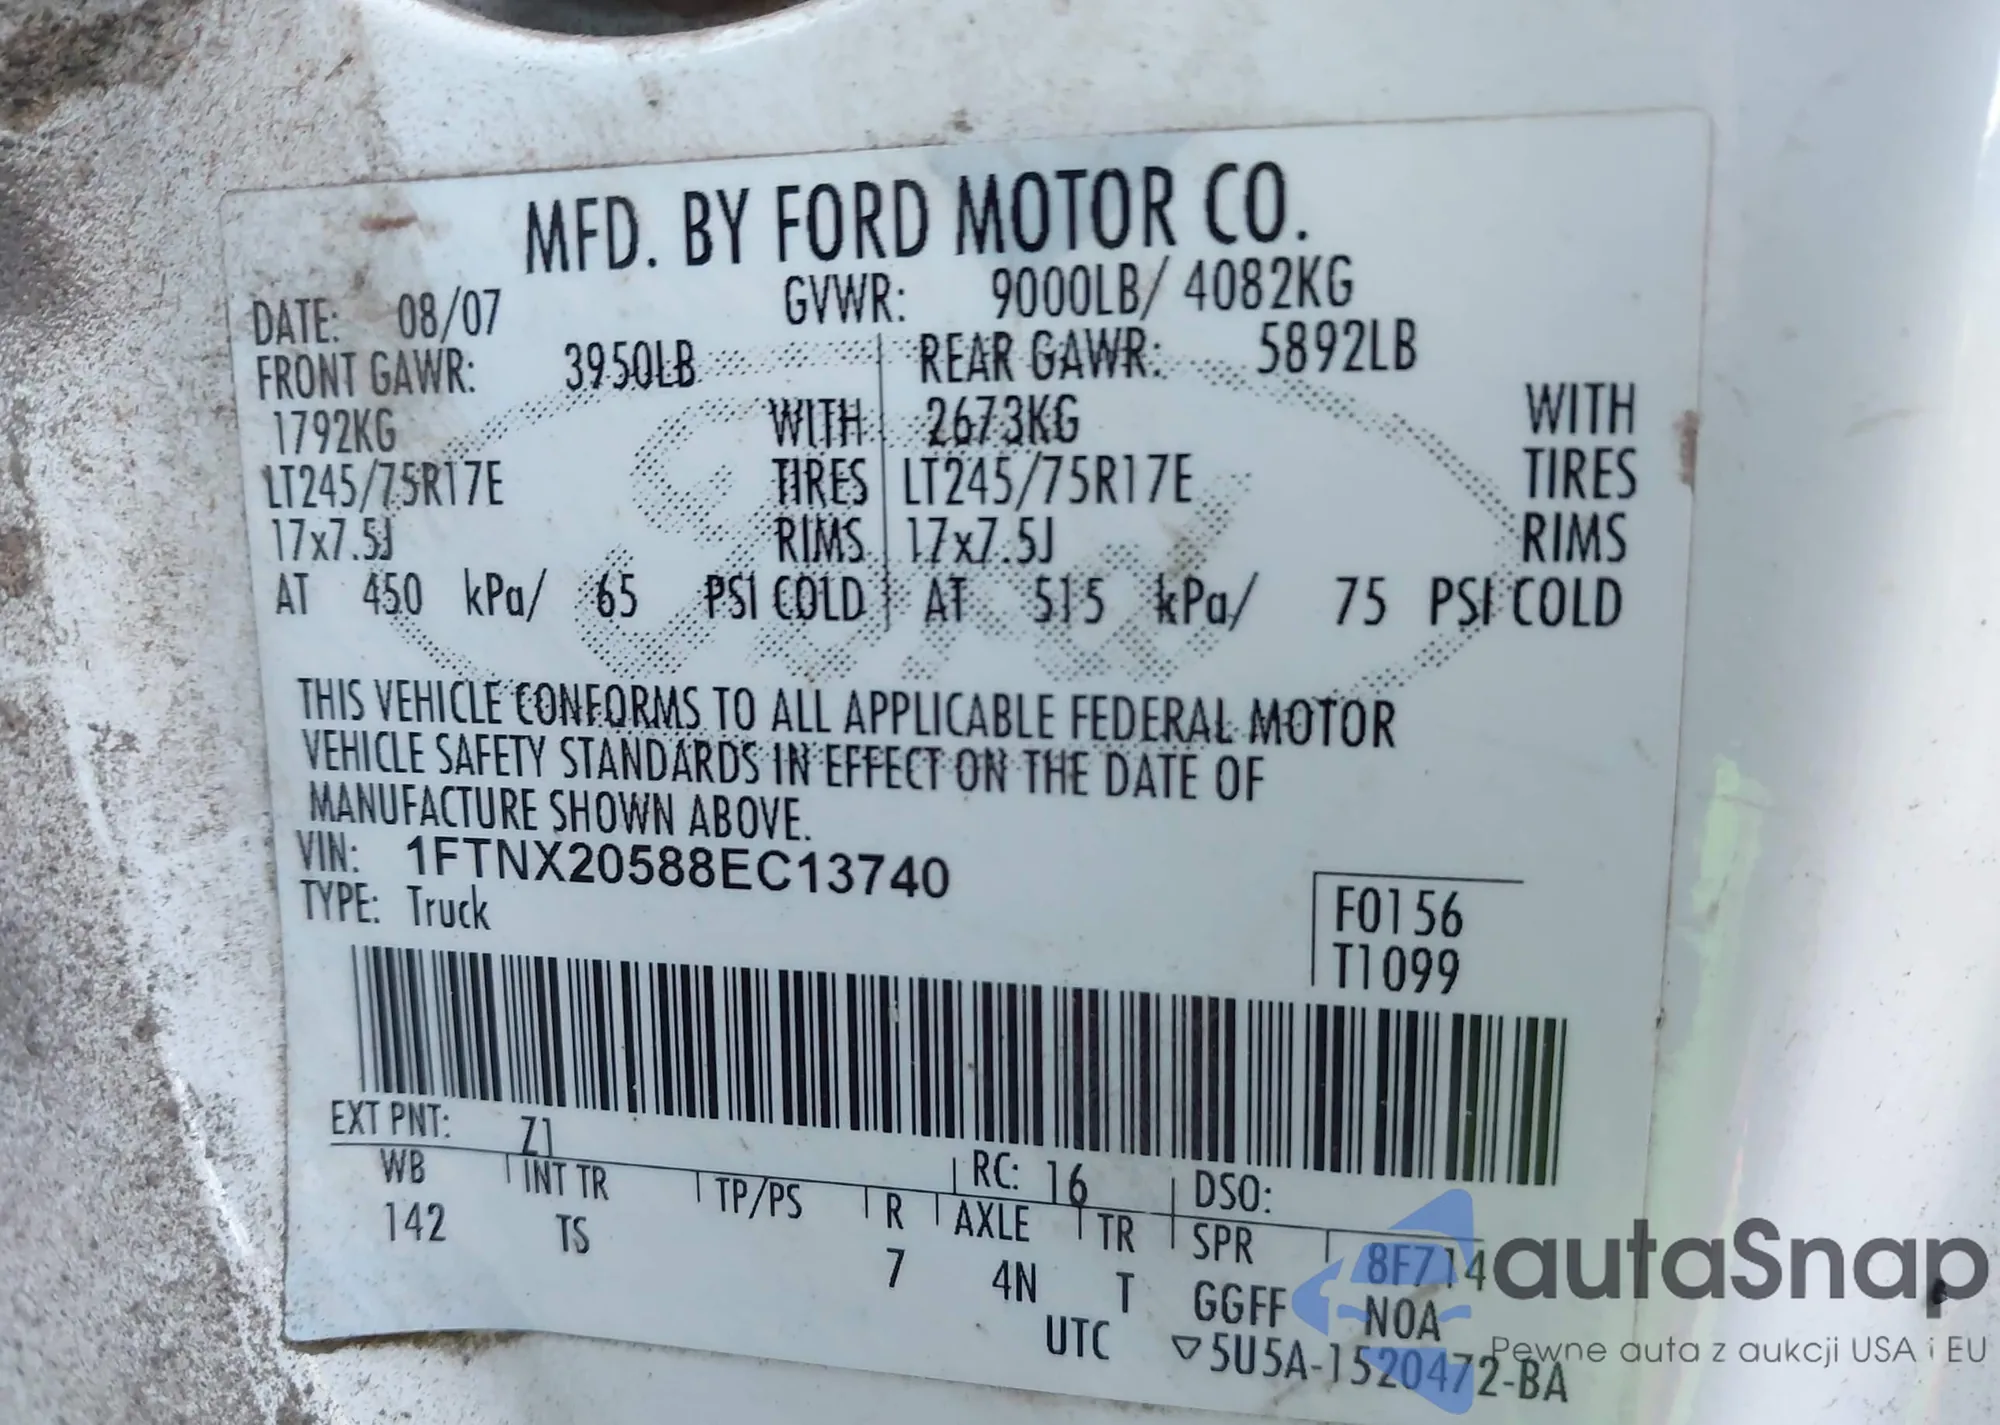 MFD. BY FORD MOTOR CO.
DATE: 08/07 GVWR: 9000LB/ 4082KG
FRONT GAWR: 3950LB REAR GAWR: 5892LB
1792KG WITH 2673KG WITH
LT245/75R17E TIRES LT245/75R17E TIRES
17x7.5J RIMS 17x7.5J RIMS
AT 450 kPa/ 65 PSI COLD AT 515 kPa/ 75 PSI COLD
THIS VEHICLE CONFORMS TO ALL APPLICABLE FEDERAL MOTOR
VEHICLE SAFETY STANDARDS IN EFFECT ON THE DATE OF
MANUFACTURE SHOWN ABOVE.
VIN: 1FTNX20588EC13740
TYPE: Truck
F0156
T1099
EXT PNT: Z1 RC: 16 DSO:
WB INT TR TP/PS R AXLE TR SPR 8F714
142 TS 7 4N T GGFF N0A
UTC ▽5U5A-1520472-BA
autaSnap
Pewne auta z aukcji USA i EU